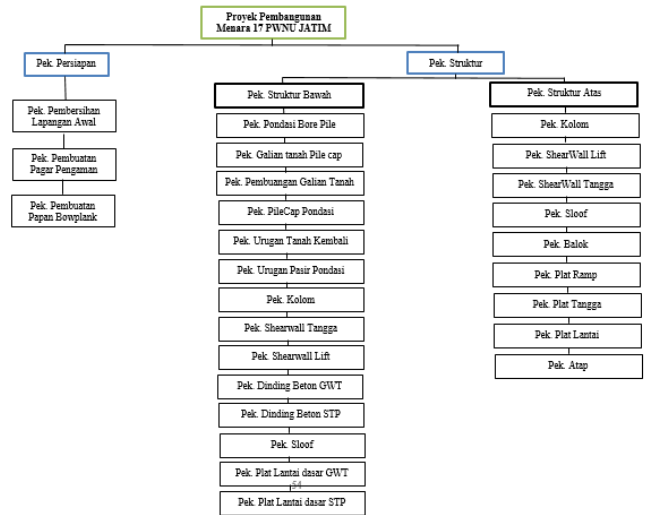 Proyek Pembangunan
Menara 17 PWNU JATIM
Pek. Persiapan
Pek. Pembersihan
Lapangan Awal
Pek. Pembuatan
Pagar Pengaman
Pek. Pembuatan
Papan Bowplank
Pek. Struktur
Pek. Struktur Bawah
Pek. Pondasi Bore Pile
Pek. Galian tanah Pile cap
Pek. Pembuangan Galian Tanah
Pek. PileCap Pondasi
Pek. Urugan Tanah Kembali
Pek. Urugan Pasir Pondasi
Pek. Kolom
Pek. Shearwall Tangga
Pek. Shearwall Lift
Pek. Dinding Beton GWT
Pek. Dinding Beton STP
Pek. Sloof
Pek. Plat Lantai dasar GWT
54
Pek. Plat Lantai dasar STP
Pek. Struktur Atas
Pek. Kolom
Pek. ShearWall Lift
Pek. ShearWall Tangga
Pek. Sloof
Pek. Balok
Pek. Plat Ramp
Pek. Plat Tangga
Pek. Plat Lantai
Pek. Atap